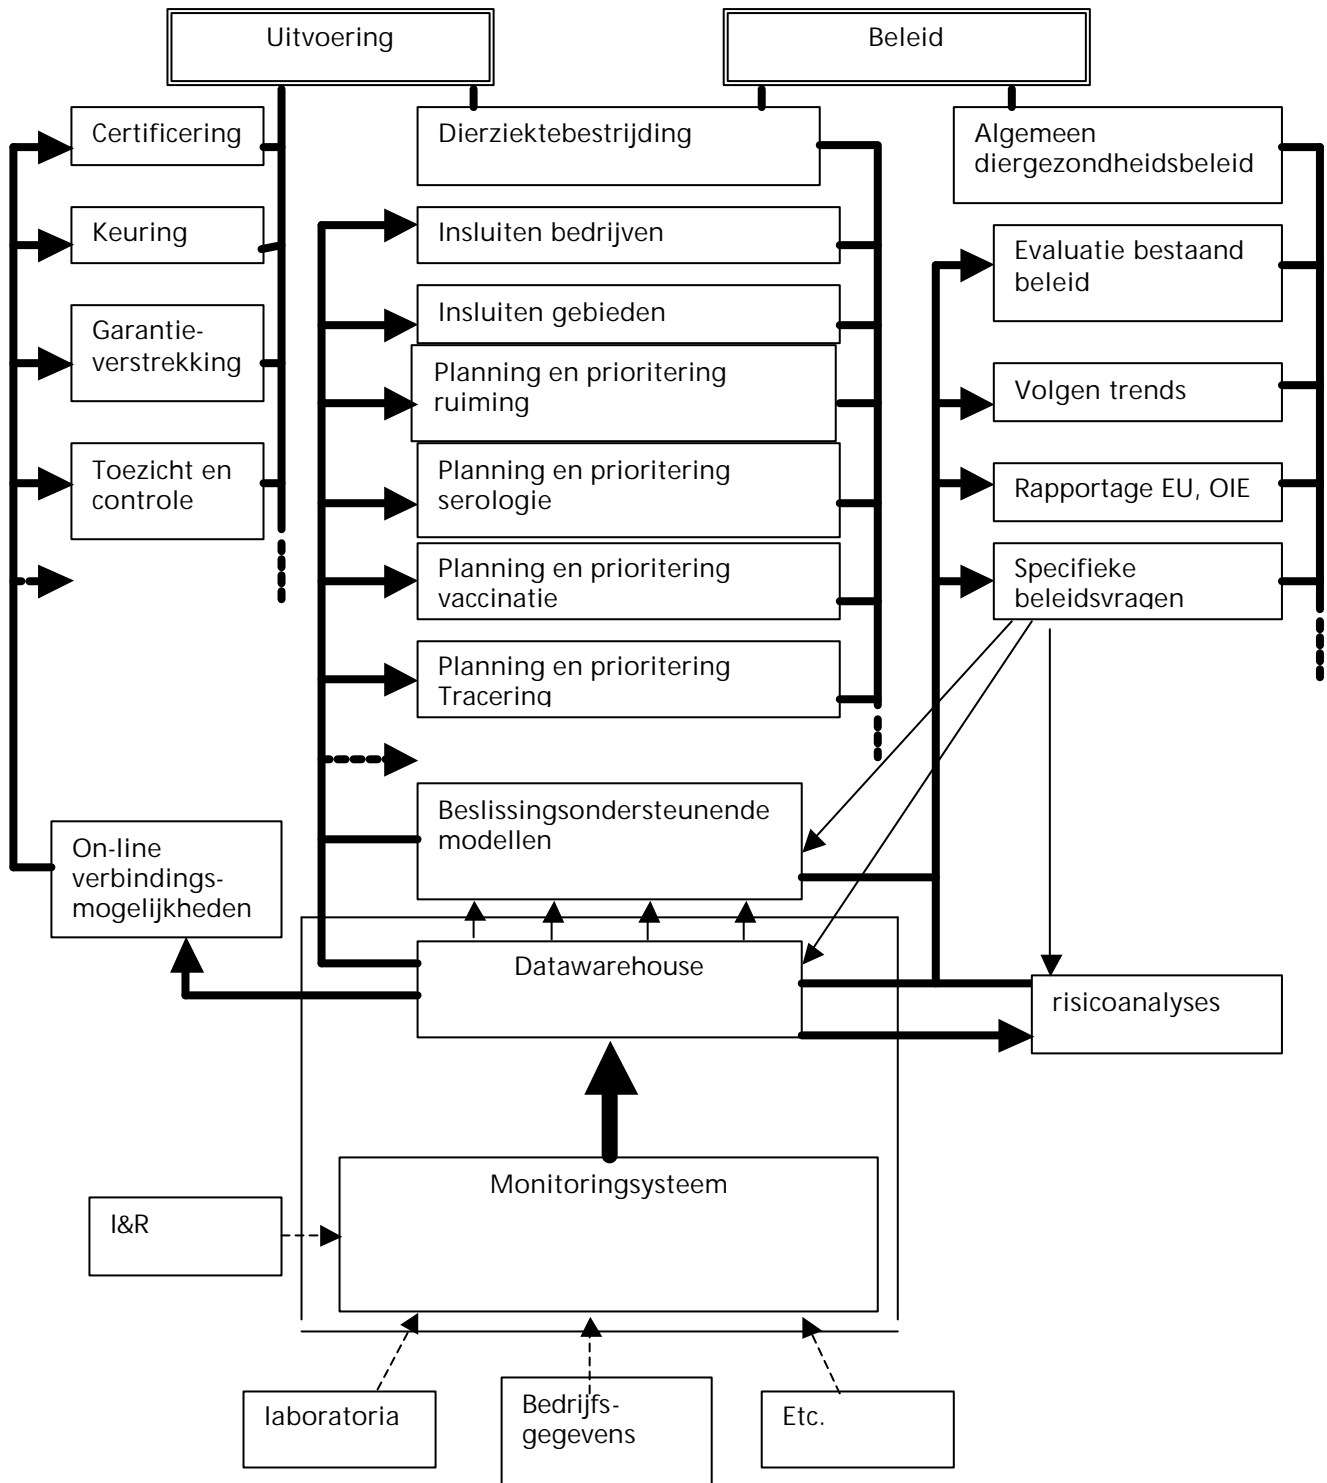 Uitvoering
Beleid
Certificering
Dierziektebestrijding
Algemeen
diergezondheidsbeleid
Keuring
Insluiten bedrijven
Evaluatie bestaand
beleid
Garantie-
verstrekking
Insluiten gebieden
Planning en prioritering
ruiming
Volgen trends
Toezicht en
controle
Planning en prioritering
serologie
Rapportage EU, OIE
Planning en prioritering
vaccinatie
Specifieke
beleidsvragen
Planning en prioritering
Tracering
Beslissingsondersteunende
modellen
On-line
verbindings-
mogelijkheden
Datawarehouse
risicoanalyses
Monitoringsysteem
I&R
laboratoria
Bedrijfs-
gegevens
Etc.